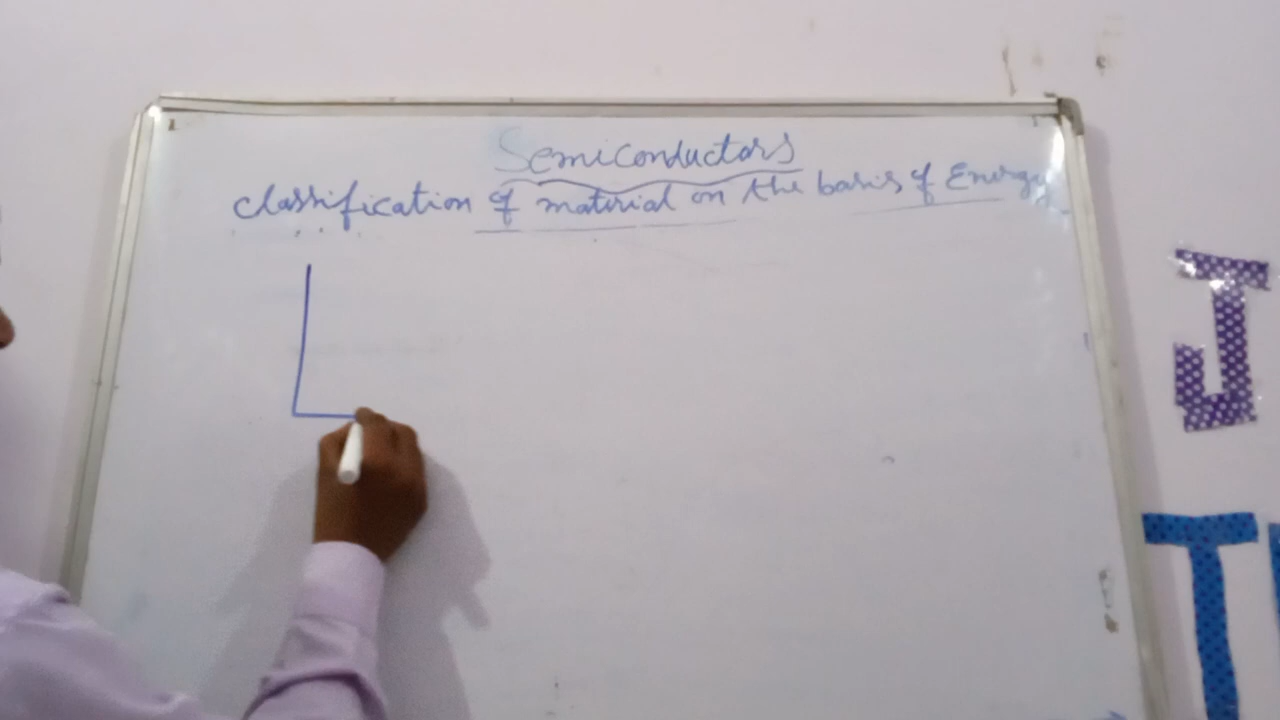 Semiconductors
classification of material on the basis of Energy
J
T